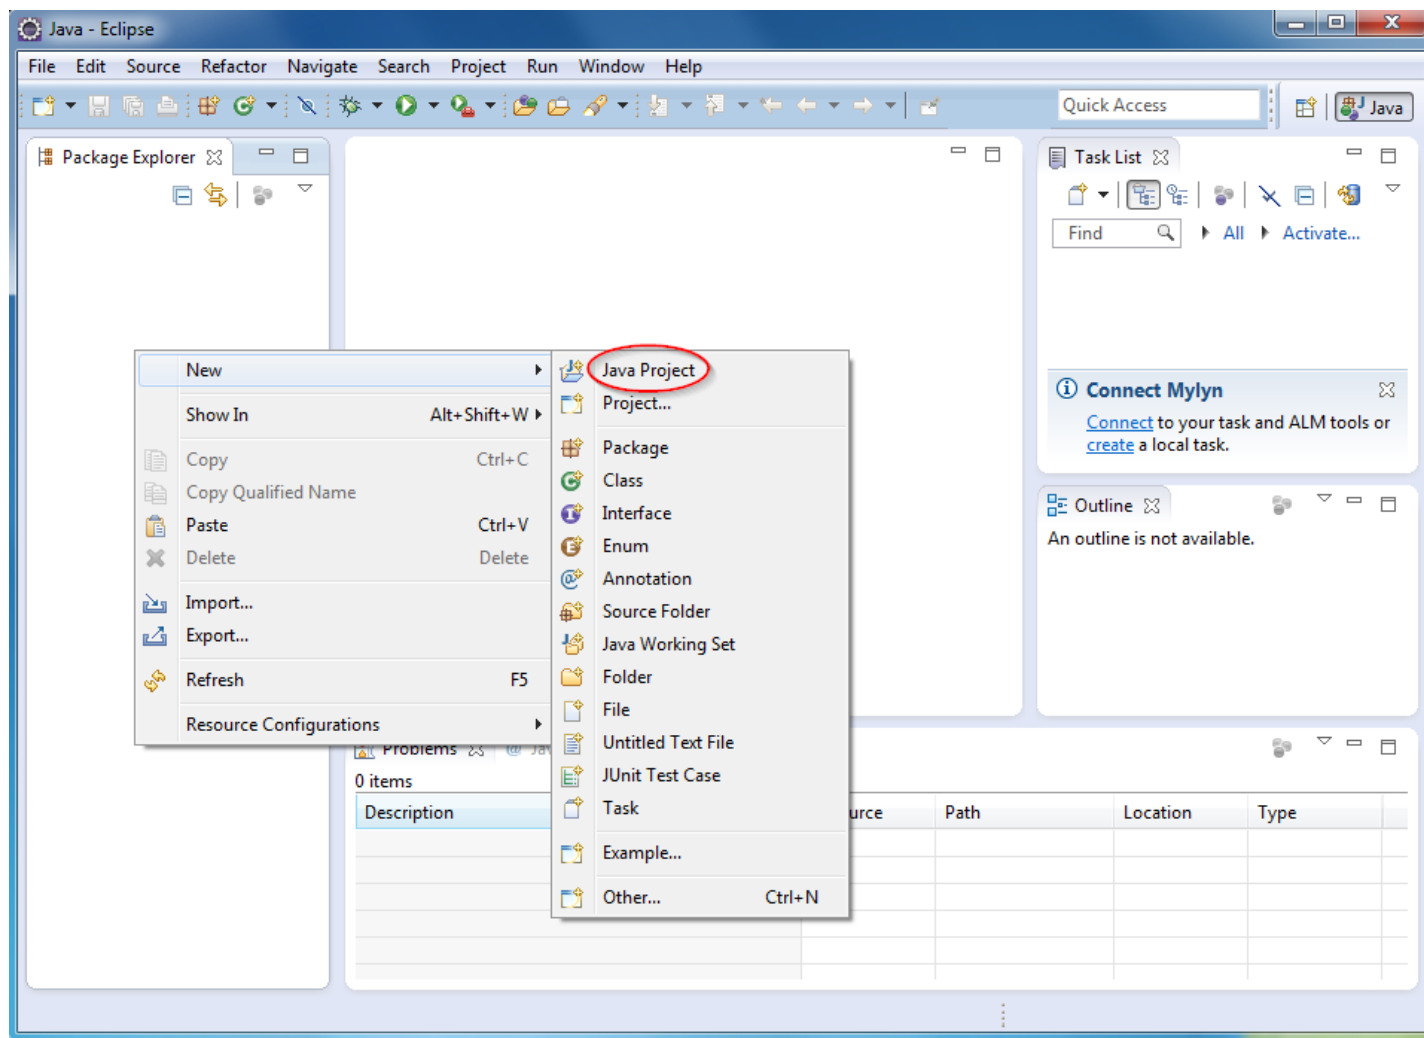 Java - Eclipse
File Edit Source Refactor Navigate Search Project Run Window Help
Quick Access
Java
Package Explorer
Task List
Find
All
Activate...
New
Show In Alt+Shift+W
Copy Ctrl+C
Copy Qualified Name
Paste Ctrl+V
Delete Delete
Import...
Export...
Refresh F5
Resource Configurations
Java Project
Project...
Package
Class
Interface
Enum
Annotation
Source Folder
Java Working Set
Folder
File
Untitled Text File
JUnit Test Case
Task
Example...
Other... Ctrl+N
Connect Mylyn
Connect to your task and ALM tools or
create a local task.
Outline
An outline is not available.
Problems
0 items
Description Path Location Type